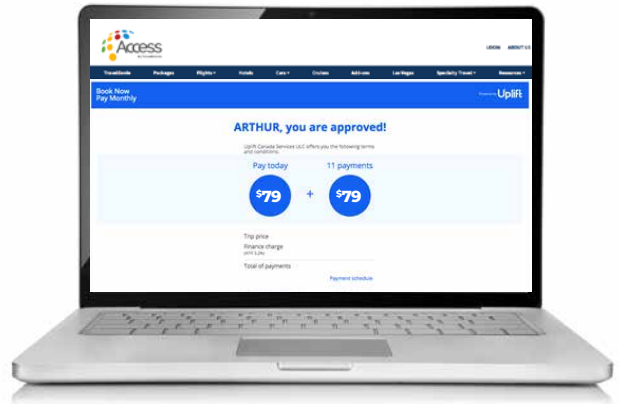 Access
LOGIN ABOUT US
Packages Flights Hotels Cars Cruises Add-ons Las Vegas Specialty Travel Resources
Book Now
Pay Monthly
Uplift
ARTHUR, you are approved!
Uplift Canada Services ULC offers you the following terms
and conditions.
Pay today 11 payments
$79 + $79
Trip price
Finance charge
Total of payments
Payment schedule